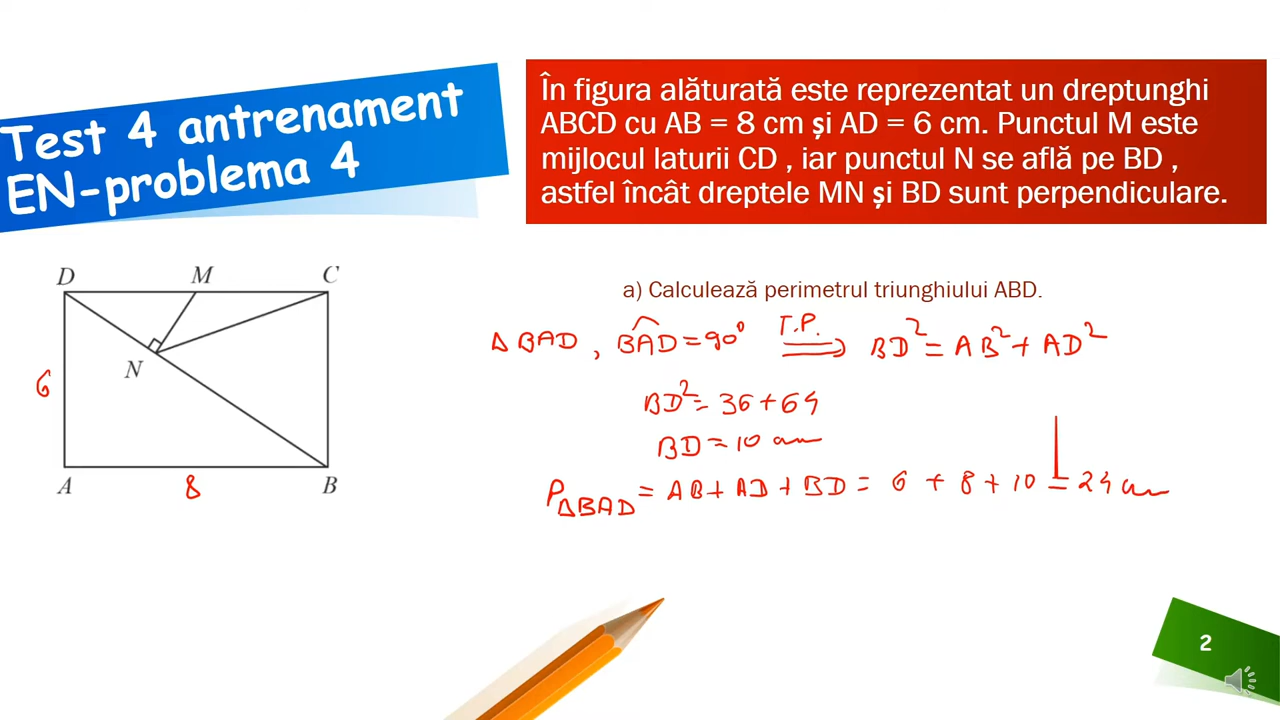 Test 4 antrenament
EN-problema 4
În figura alăturată este reprezentat un dreptunghi
ABCD cu AB = 8 cm și AD = 6 cm. Punctul M este
mijlocul laturii CD , iar punctul N se află pe BD ,
astfel încât dreptele MN și BD sunt perpendiculare.
D M C
N
6
A 8 B
a) Calculează perimetrul triunghiului ABD.
Δ BAD , BAD = 90° T.P. ⟹ BD² = AB² + AD²
BD² = 36 + 64
BD = 10 cm
PΔBAD = AB + AD + BD = 6 + 8 + 10 = 24 cm
2